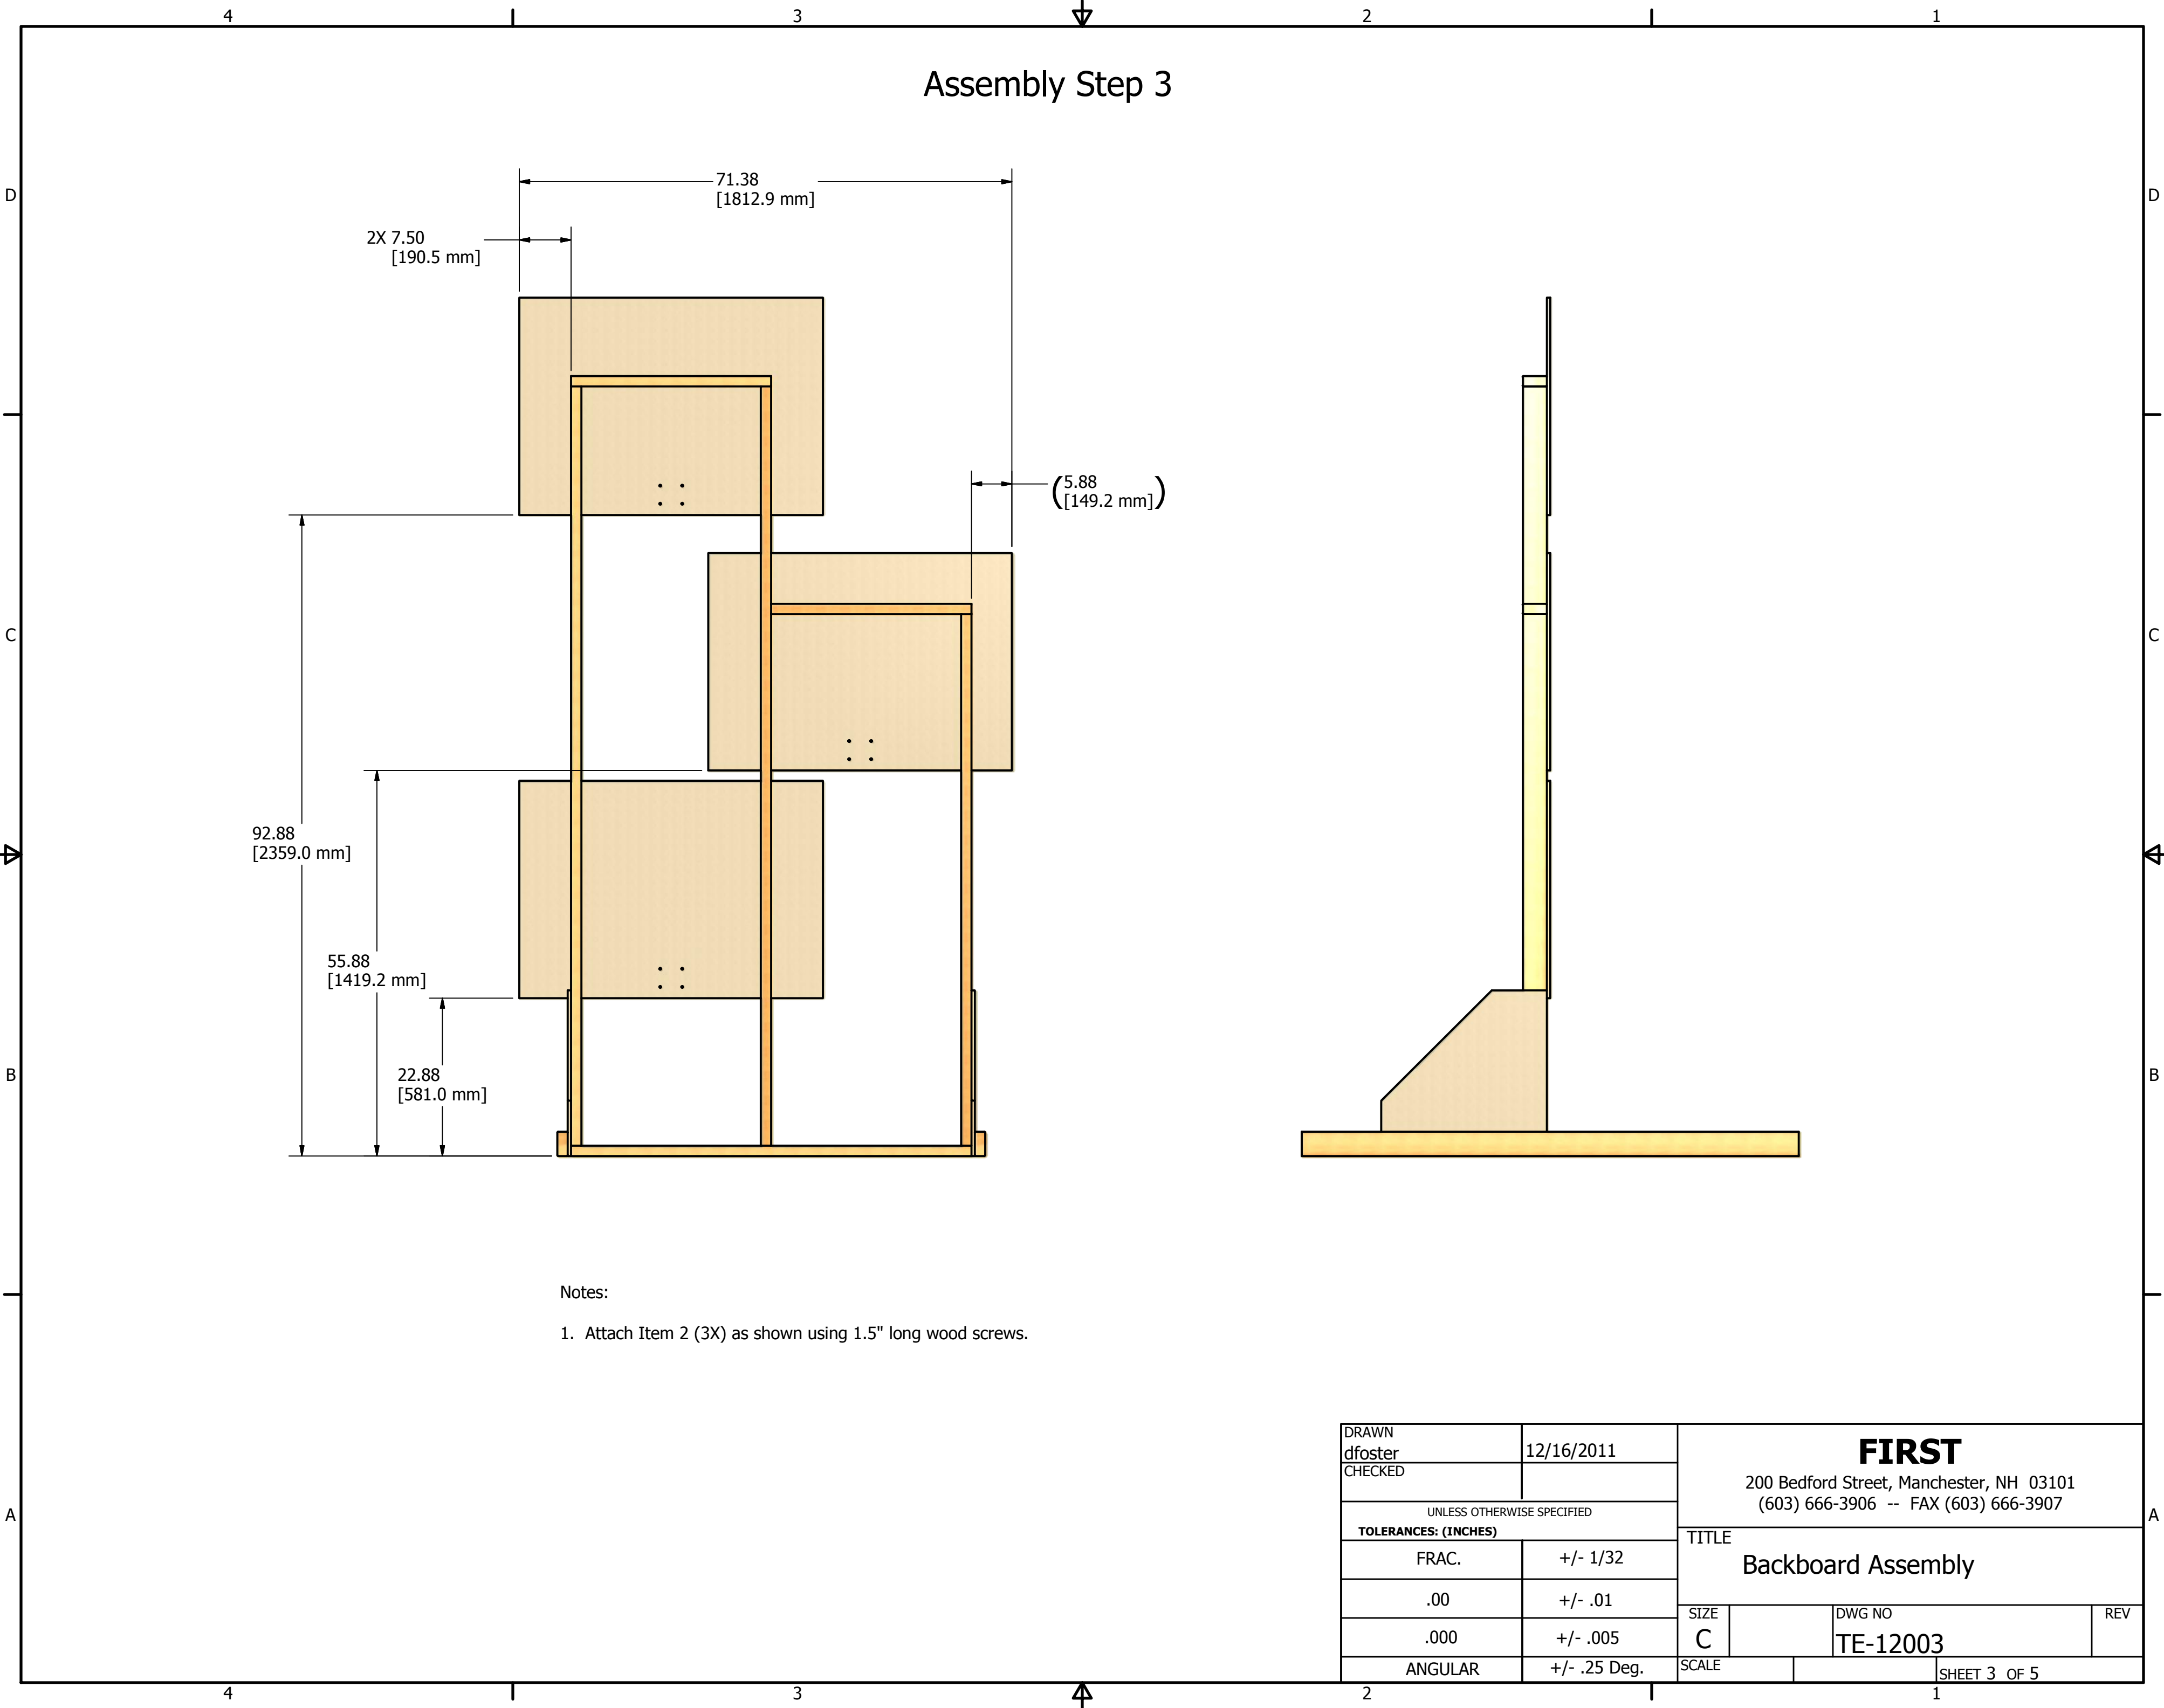 4 3 2 1
Assembly Step 3
D D
71.38
[1812.9 mm]
2X 7.50
[190.5 mm]
(5.88
[149.2 mm])
C C
92.88
[2359.0 mm]
55.88
[1419.2 mm]
22.88
[581.0 mm]
B B
Notes:
1. Attach Item 2 (3X) as shown using 1.5" long wood screws.
A A
DRAWN
dfoster 12/16/2011
CHECKED
UNLESS OTHERWISE SPECIFIED
TOLERANCES: (INCHES)
FRAC. +/- 1/32
.00 +/- .01
.000 +/- .005
ANGULAR +/- .25 Deg.
FIRST
200 Bedford Street, Manchester, NH 03101
(603) 666-3906 -- FAX (603) 666-3907
TITLE
Backboard Assembly
SIZE
C
DWG NO
TE-12003
REV
SCALE
SHEET 3 OF 5
4 3 2 1